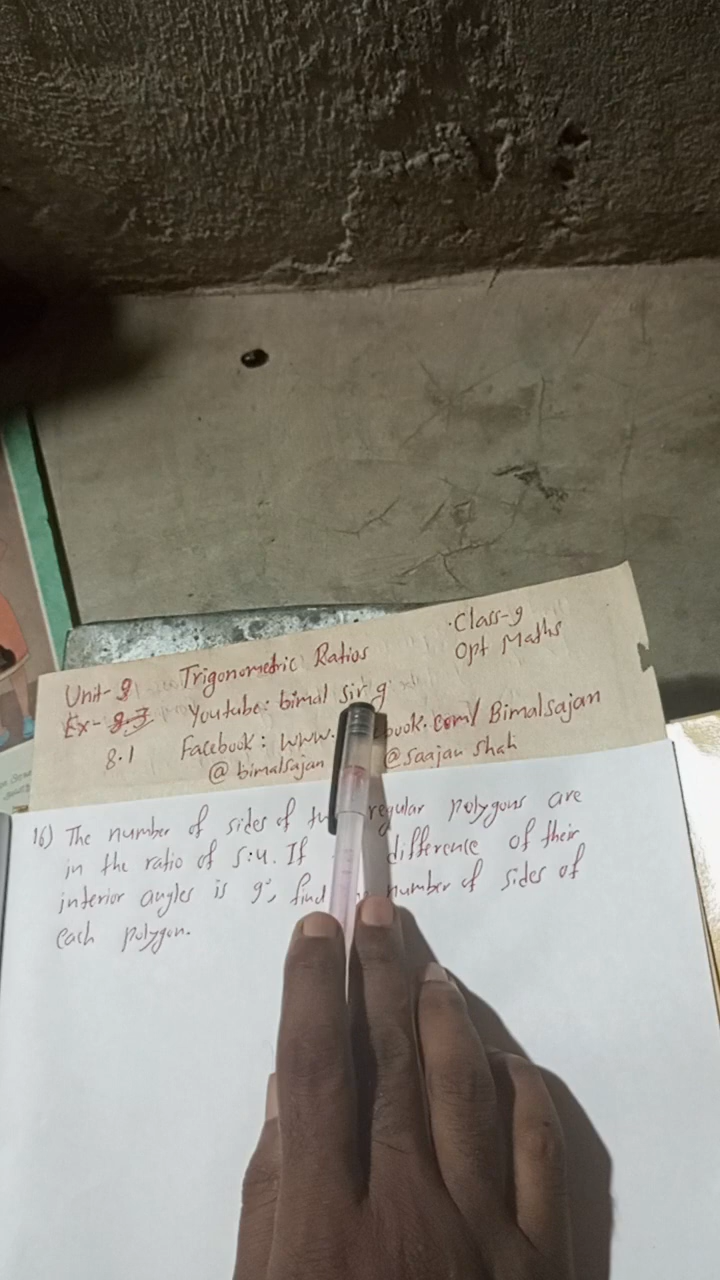 Unit-9 Trigonometric Ratios
Class-9
Opt Maths
Ex-
8.1
Youtube: bimal sir g
Facebook: www. book.com/Bimalsajan
@bimalsajan @saajan shah
16) The number of sides of regular polygons are
in the ratio of 5:4. If difference of their
interior angles is 9°, find number of sides of
each polygon.